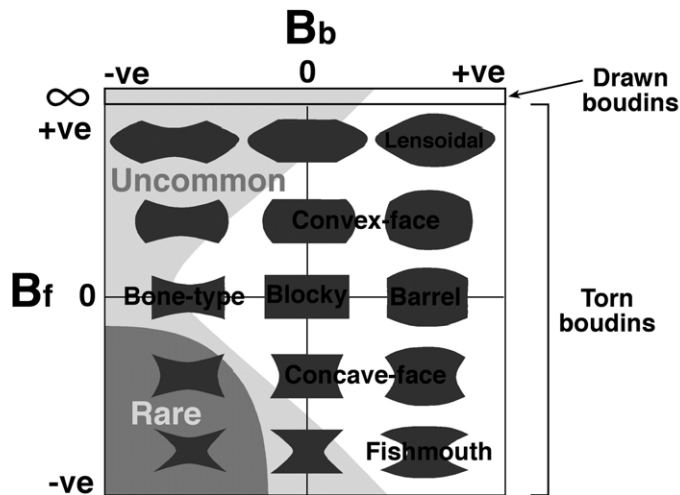 Bb
-ve 0 +ve
Drawn
boudins
∞
+ve
Lensoidal
Uncommon
Convex-face
Bf 0
Bone-type Blocky Barrel
Torn
boudins
Concave-face
Rare
Fishmouth
-ve